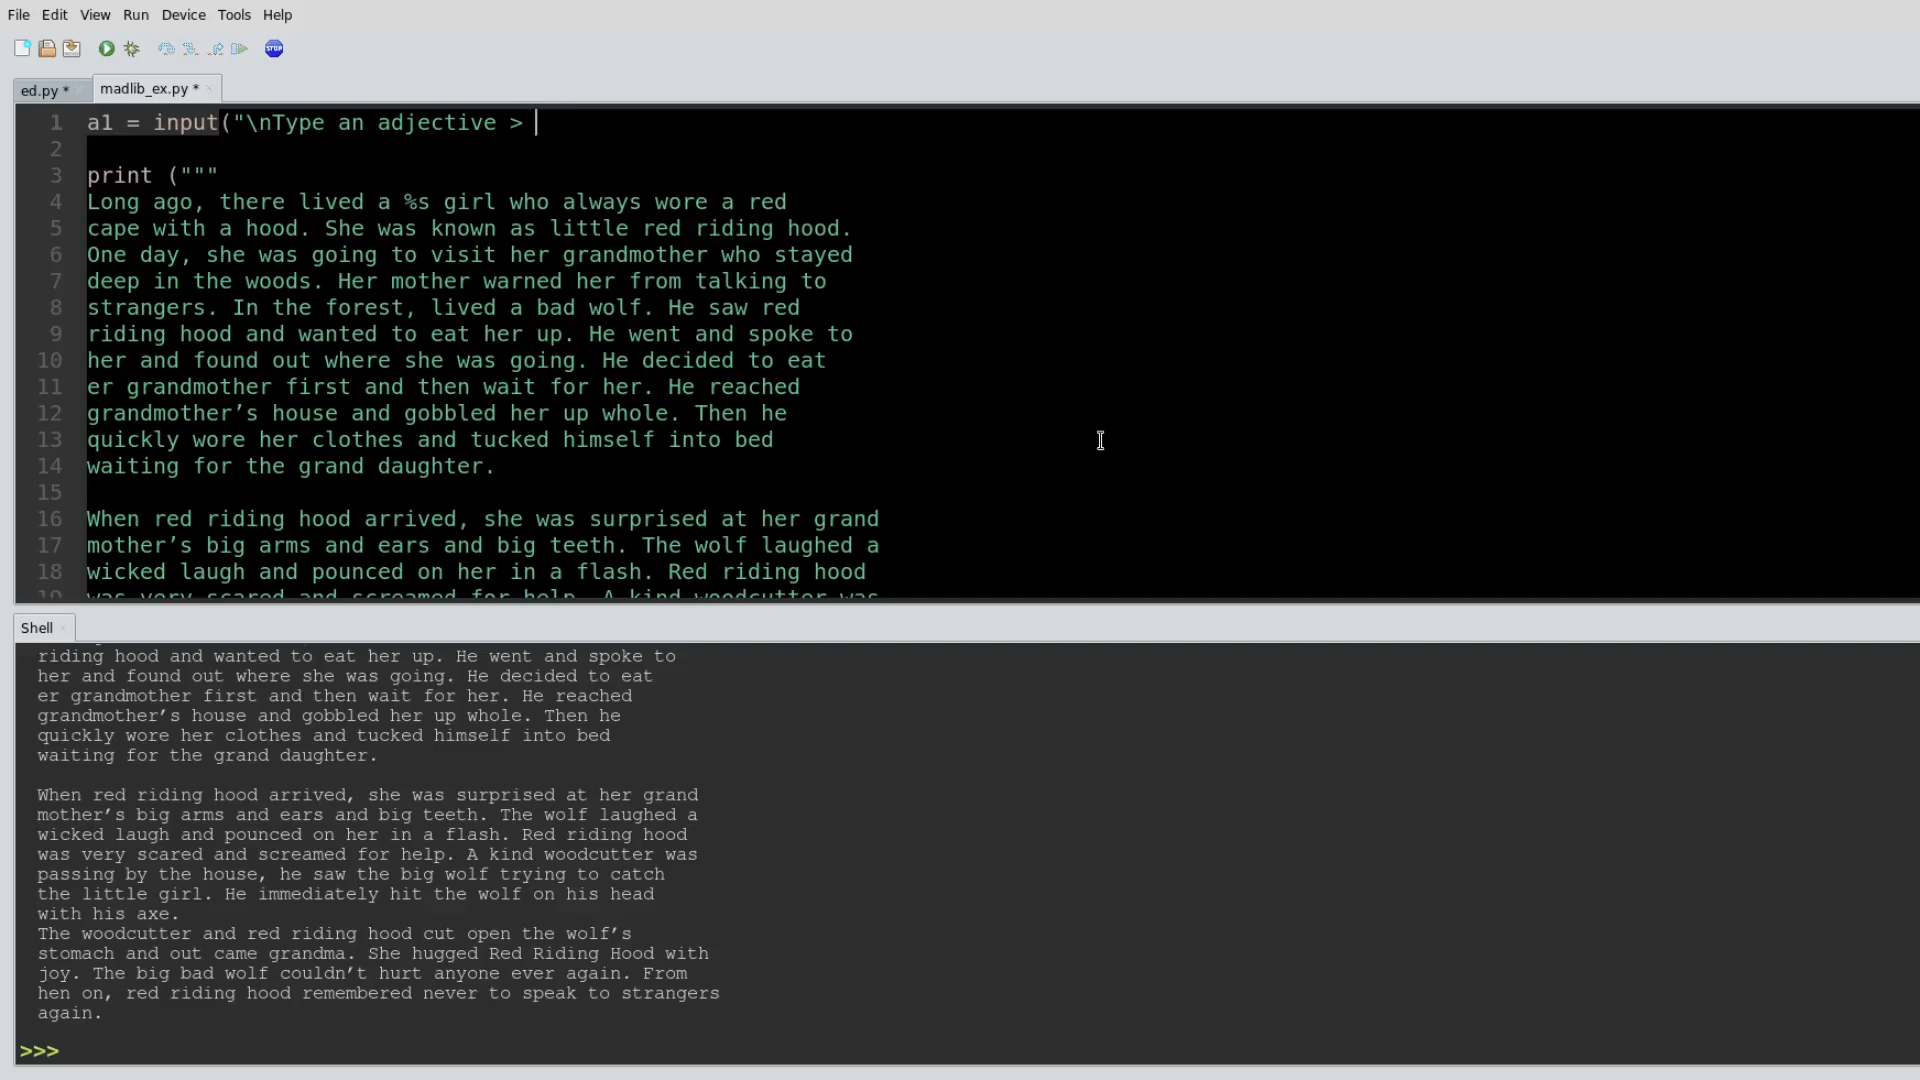 File Edit View Run Device Tools Help
STOP
ed.py * madlib_ex.py *
1 a1 = input("\nType an adjective >
2
3 print ("""
4 Long ago, there lived a %s girl who always wore a red
5 cape with a hood. She was known as little red riding hood.
6 One day, she was going to visit her grandmother who stayed
7 deep in the woods. Her mother warned her from talking to
8 strangers. In the forest, lived a bad wolf. He saw red
9 riding hood and wanted to eat her up. He went and spoke to
10 her and found out where she was going. He decided to eat
11 er grandmother first and then wait for her. He reached
12 grandmother’s house and gobbled her up whole. Then he
13 quickly wore her clothes and tucked himself into bed
14 waiting for the grand daughter.
15
16 When red riding hood arrived, she was surprised at her grand
17 mother’s big arms and ears and big teeth. The wolf laughed a
18 wicked laugh and pounced on her in a flash. Red riding hood
19 was very scared and screamed for help. A kind woodcutter was
Shell
riding hood and wanted to eat her up. He went and spoke to
her and found out where she was going. He decided to eat
er grandmother first and then wait for her. He reached
grandmother’s house and gobbled her up whole. Then he
quickly wore her clothes and tucked himself into bed
waiting for the grand daughter.

When red riding hood arrived, she was surprised at her grand
mother’s big arms and ears and big teeth. The wolf laughed a
wicked laugh and pounced on her in a flash. Red riding hood
was very scared and screamed for help. A kind woodcutter was
passing by the house, he saw the big wolf trying to catch
the little girl. He immediately hit the wolf on his head
with his axe.
The woodcutter and red riding hood cut open the wolf’s
stomach and out came grandma. She hugged Red Riding Hood with
joy. The big bad wolf couldn’t hurt anyone ever again. From
hen on, red riding hood remembered never to speak to strangers
again.
>>>